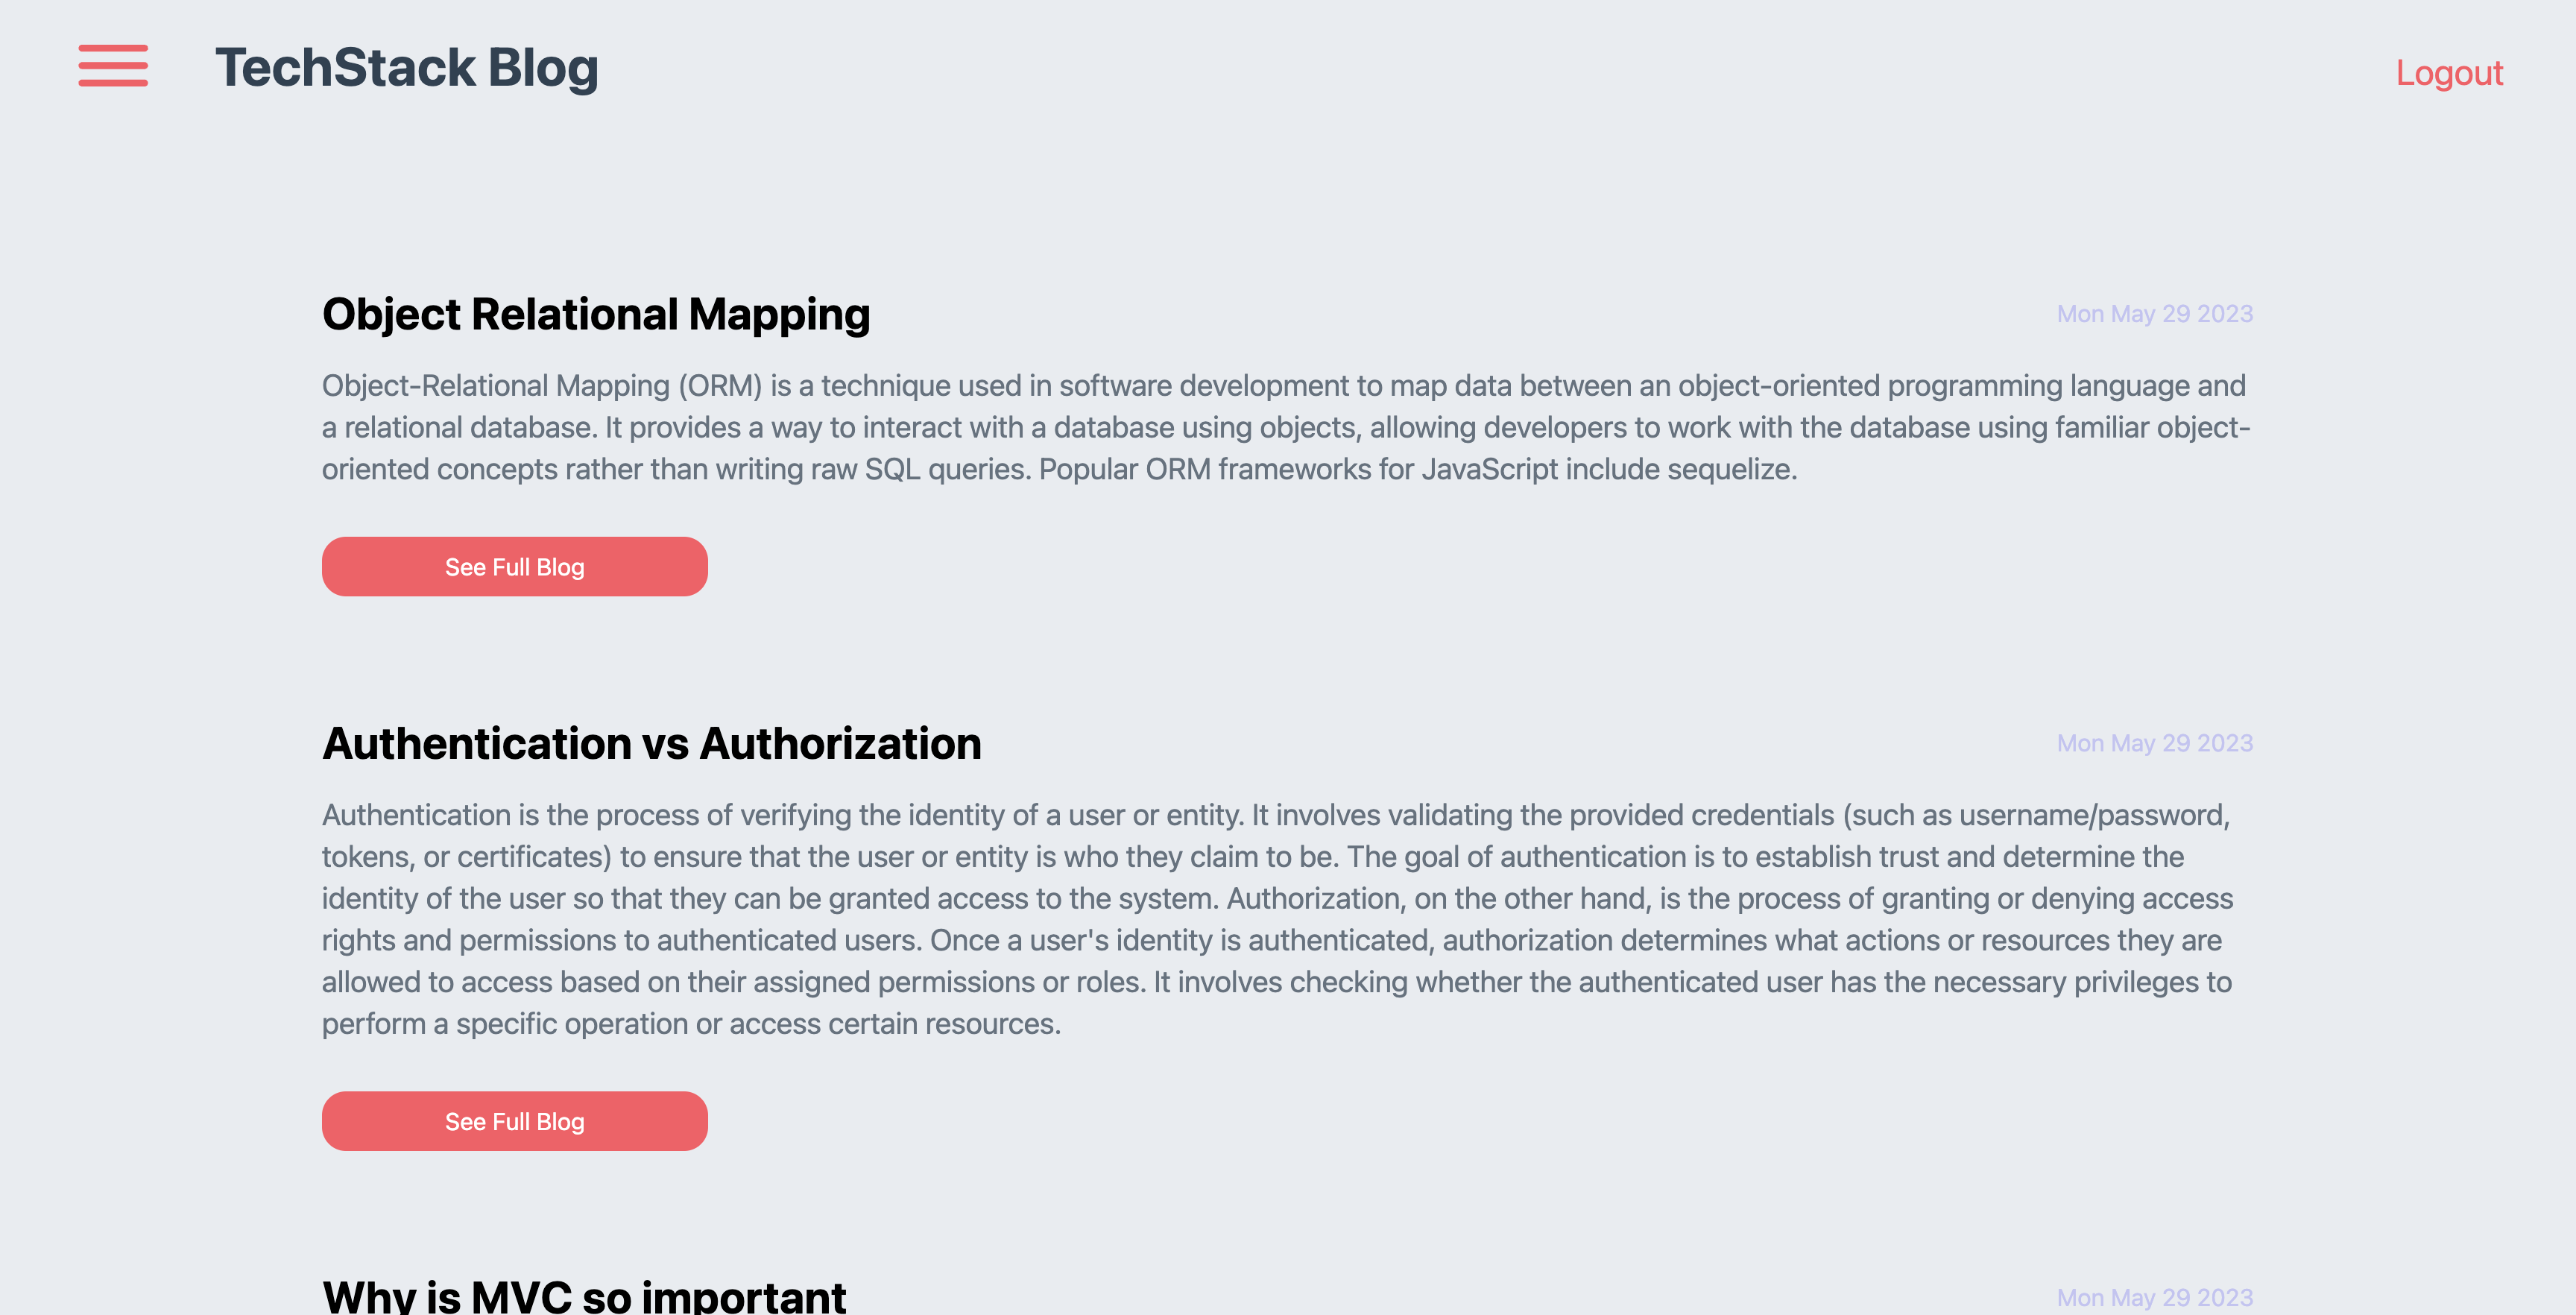 TechStack Blog
Logout
Object Relational Mapping
Mon May 29 2023
Object-Relational Mapping (ORM) is a technique used in software development to map data between an object-oriented programming language and
a relational database. It provides a way to interact with a database using objects, allowing developers to work with the database using familiar object-
oriented concepts rather than writing raw SQL queries. Popular ORM frameworks for JavaScript include sequelize.
See Full Blog
Authentication vs Authorization
Mon May 29 2023
Authentication is the process of verifying the identity of a user or entity. It involves validating the provided credentials (such as username/password,
tokens, or certificates) to ensure that the user or entity is who they claim to be. The goal of authentication is to establish trust and determine the
identity of the user so that they can be granted access to the system. Authorization, on the other hand, is the process of granting or denying access
rights and permissions to authenticated users. Once a user's identity is authenticated, authorization determines what actions or resources they are
allowed to access based on their assigned permissions or roles. It involves checking whether the authenticated user has the necessary privileges to
perform a specific operation or access certain resources.
See Full Blog
Why is MVC so important
Mon May 29 2023